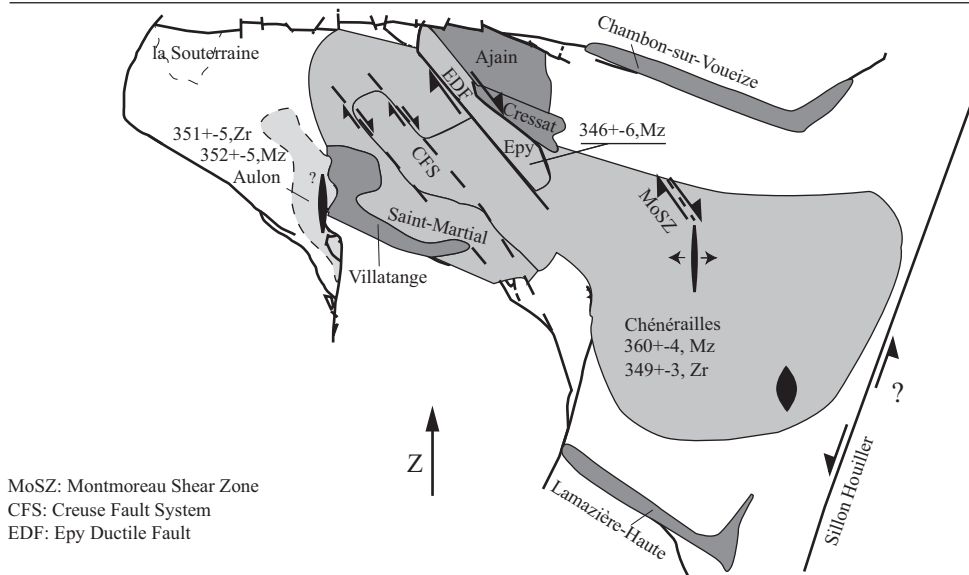 la Souterraine
Ajain
Chambon-sur-Voueize
EDF
Cressat
346+-6,Mz
Epy
351+-5,Zr
352+-5,Mz
Aulon
?
CFS
MoSZ
Saint-Martial
Villatange
Chénérailles
360+-4, Mz
349+-3, Zr
?
Z
Sillon Houiller
Lamazière-Haute
MoSZ: Montmoreau Shear Zone
CFS: Creuse Fault System
EDF: Epy Ductile Fault